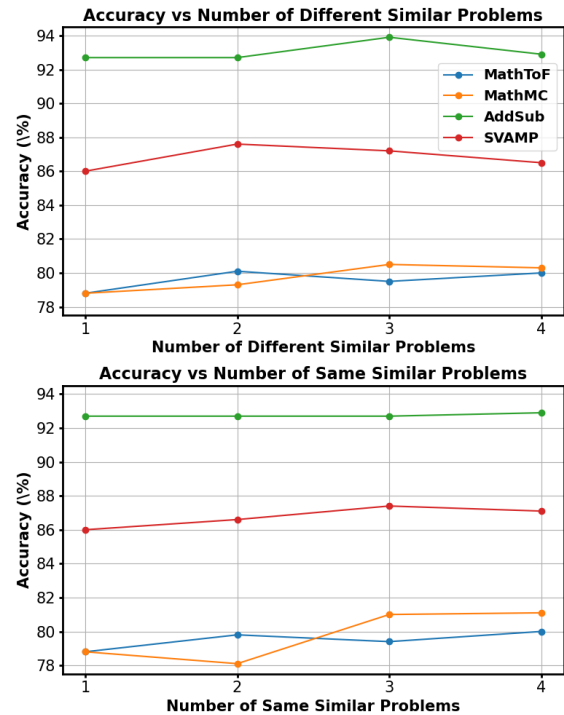 Accuracy vs Number of Different Similar Problems
94
92
90
88
86
84
82
80
78
Accuracy (\%)
MathToF
MathMC
AddSub
SVAMP
1 2 3 4
Number of Different Similar Problems
Accuracy vs Number of Same Similar Problems
94
92
90
88
86
84
82
80
78
Accuracy (\%)
1 2 3 4
Number of Same Similar Problems